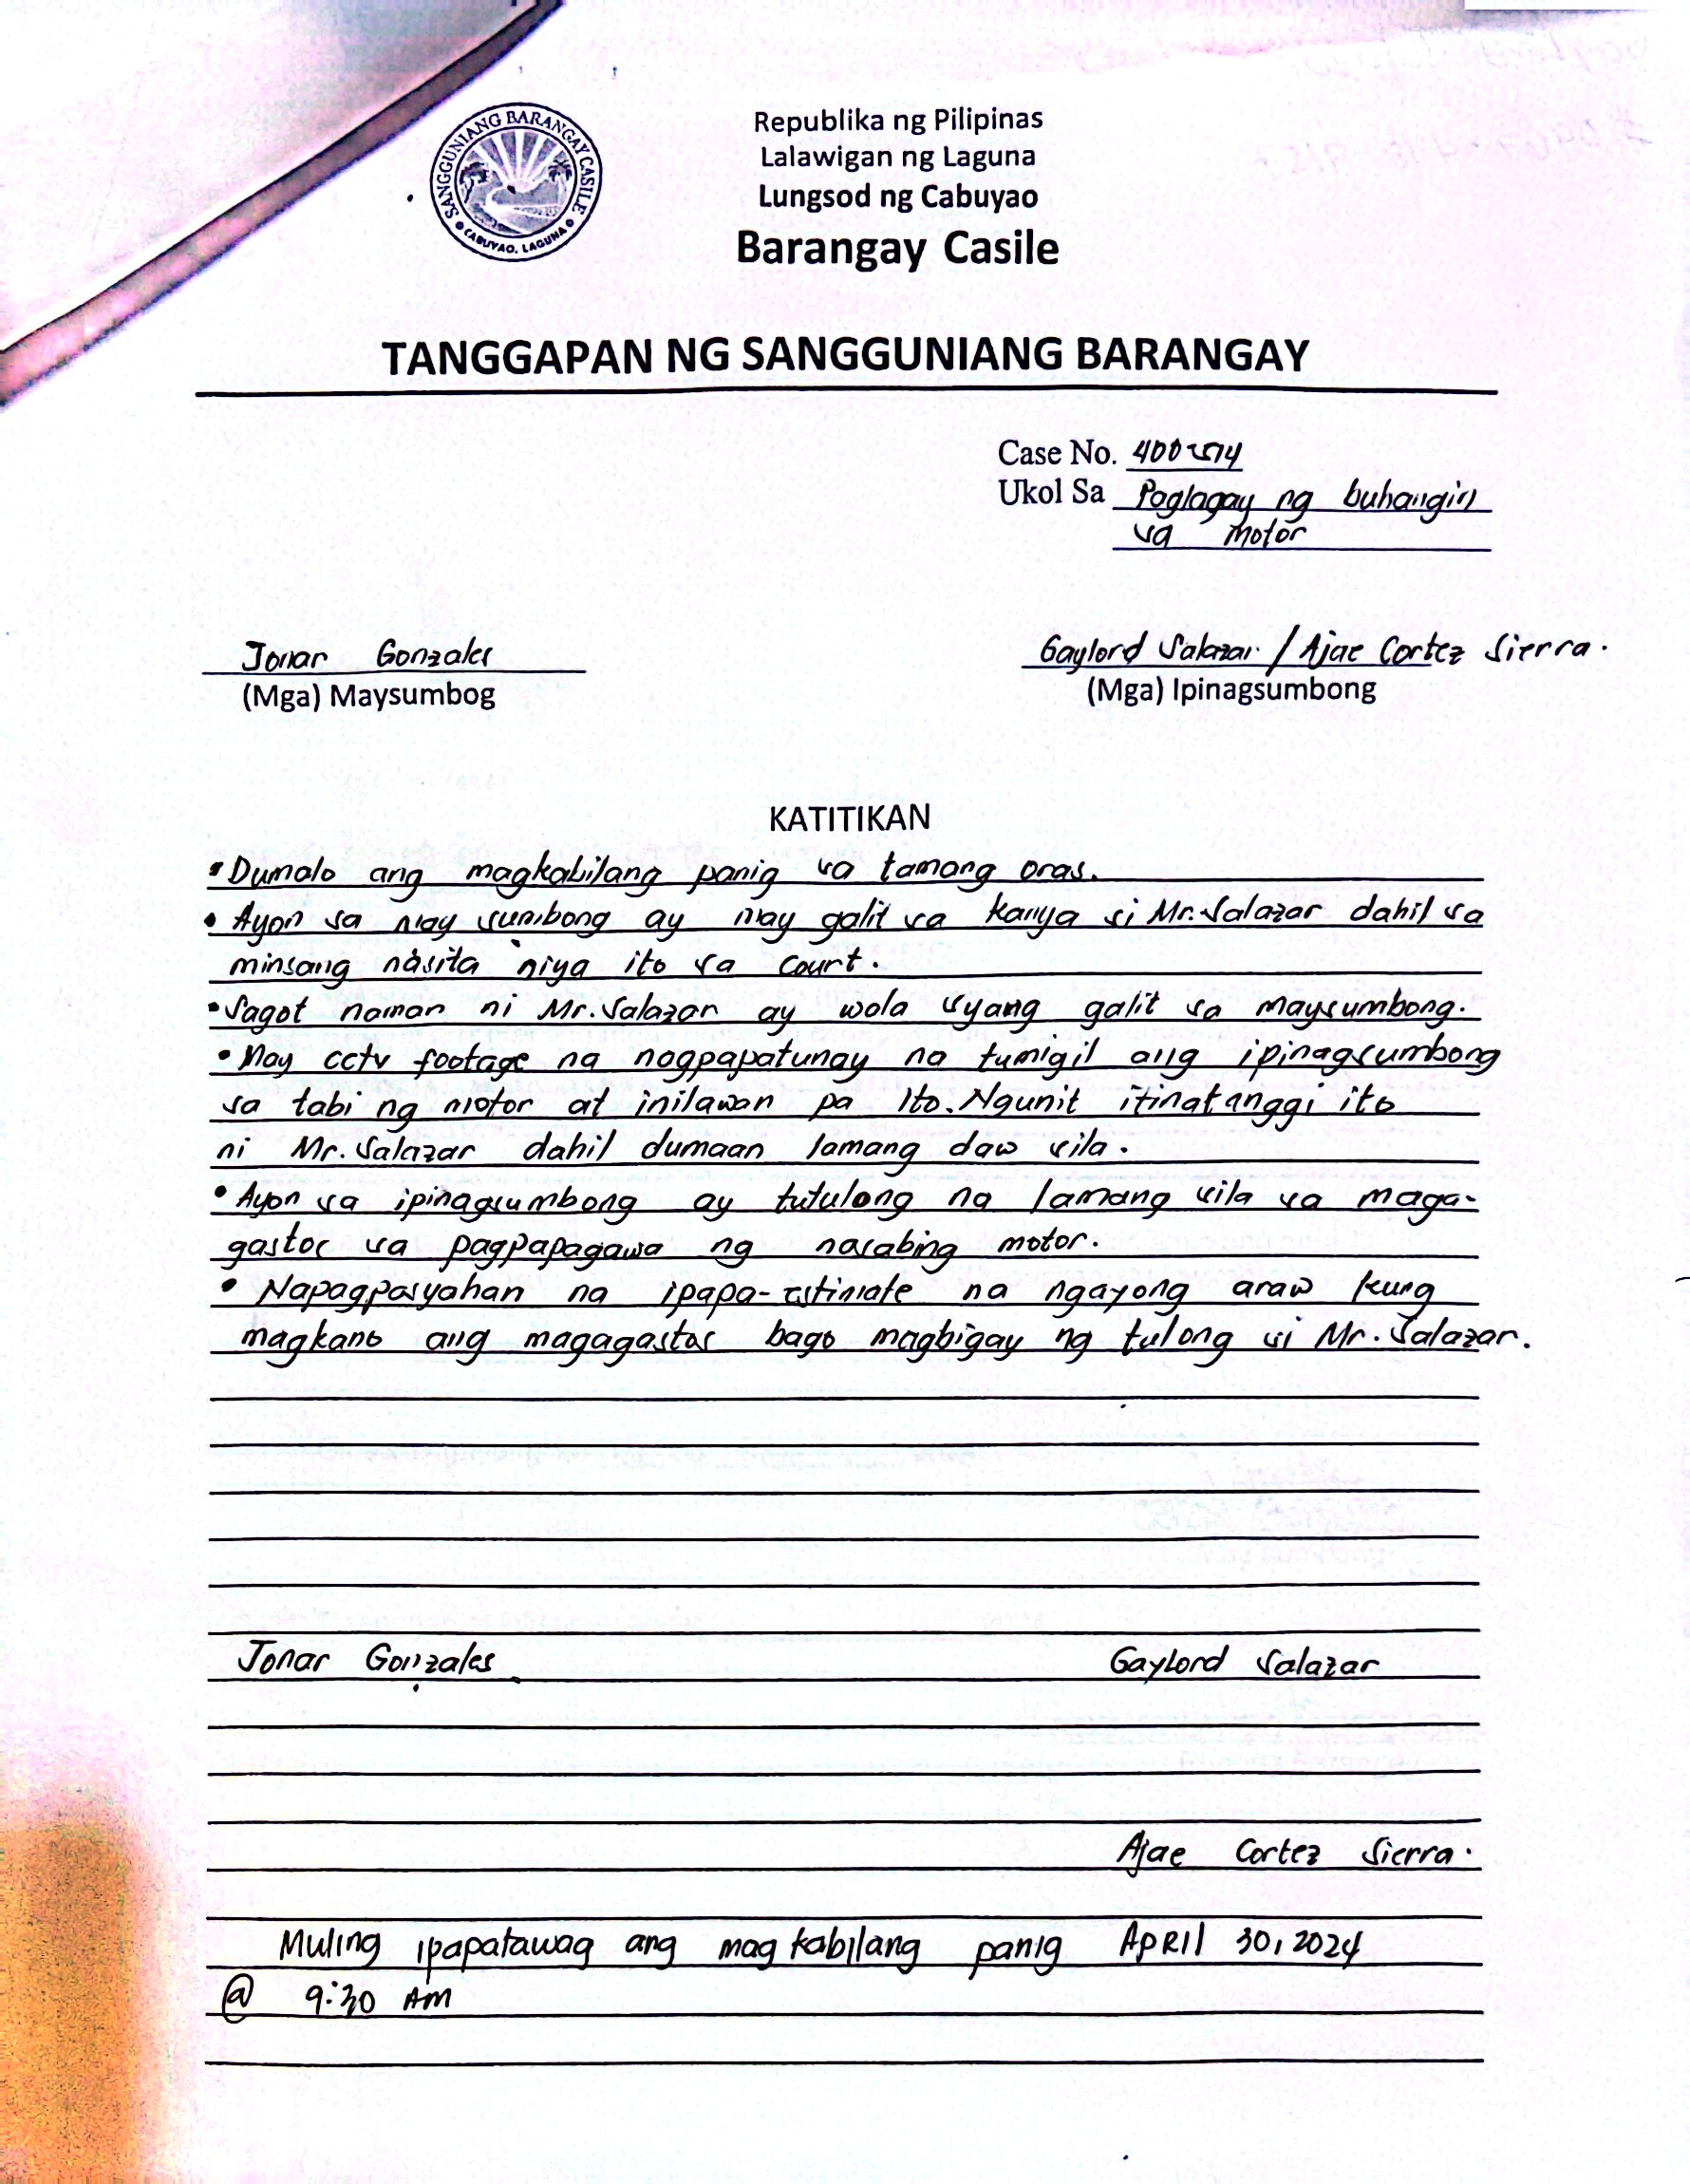 SANGGUNIANG BARANGAY CASILE
CABUYAO, LAGUNA
Republika ng Pilipinas
Lalawigan ng Laguna
Lungsod ng Cabuyao
Barangay Casile
TANGGAPAN NG SANGGUNIANG BARANGAY
Case No.
Ukol Sa Paglagay ng buhangin
sa motor
Jonar Gonzales
(Mga) Maysumbog
Gaylord Salazar / Ajae Cortez Sierra.
(Mga) Ipinagsumbong
KATITIKAN
• Dumalo ang magkabilang panig sa tamang oras.
• Ayon sa may sumbong ay may galit sa kanya si Mr. Salazar dahil sa
minsang nasita niya ito sa court.
• Sagot naman ni Mr. Salazar ay wala syang galit sa maysumbong.
• May cctv footage na nagpapatunay na tumigil ang ipinagsumbong
sa tabi ng motor at inilawan pa ito. Ngunit itinatanggi ito
ni Mr. Salazar dahil dumaan lamang daw sila.
• Ayon sa ipinagsumbong ay tutulong na lamang sila sa maga-
gastos sa pagpapagawa ng nasabing motor.
• Napagpasyahan na ipapa-estimate na ngayong araw kung
magkano ang magagastos bago magbigay ng tulong si Mr. Salazar.
Jonar Gonzales
Gaylord Salazar
Ajae Cortez Sierra.
Muling ipapatawag ang magkabilang panig APRIL 30, 2024
@ 9:30 AM